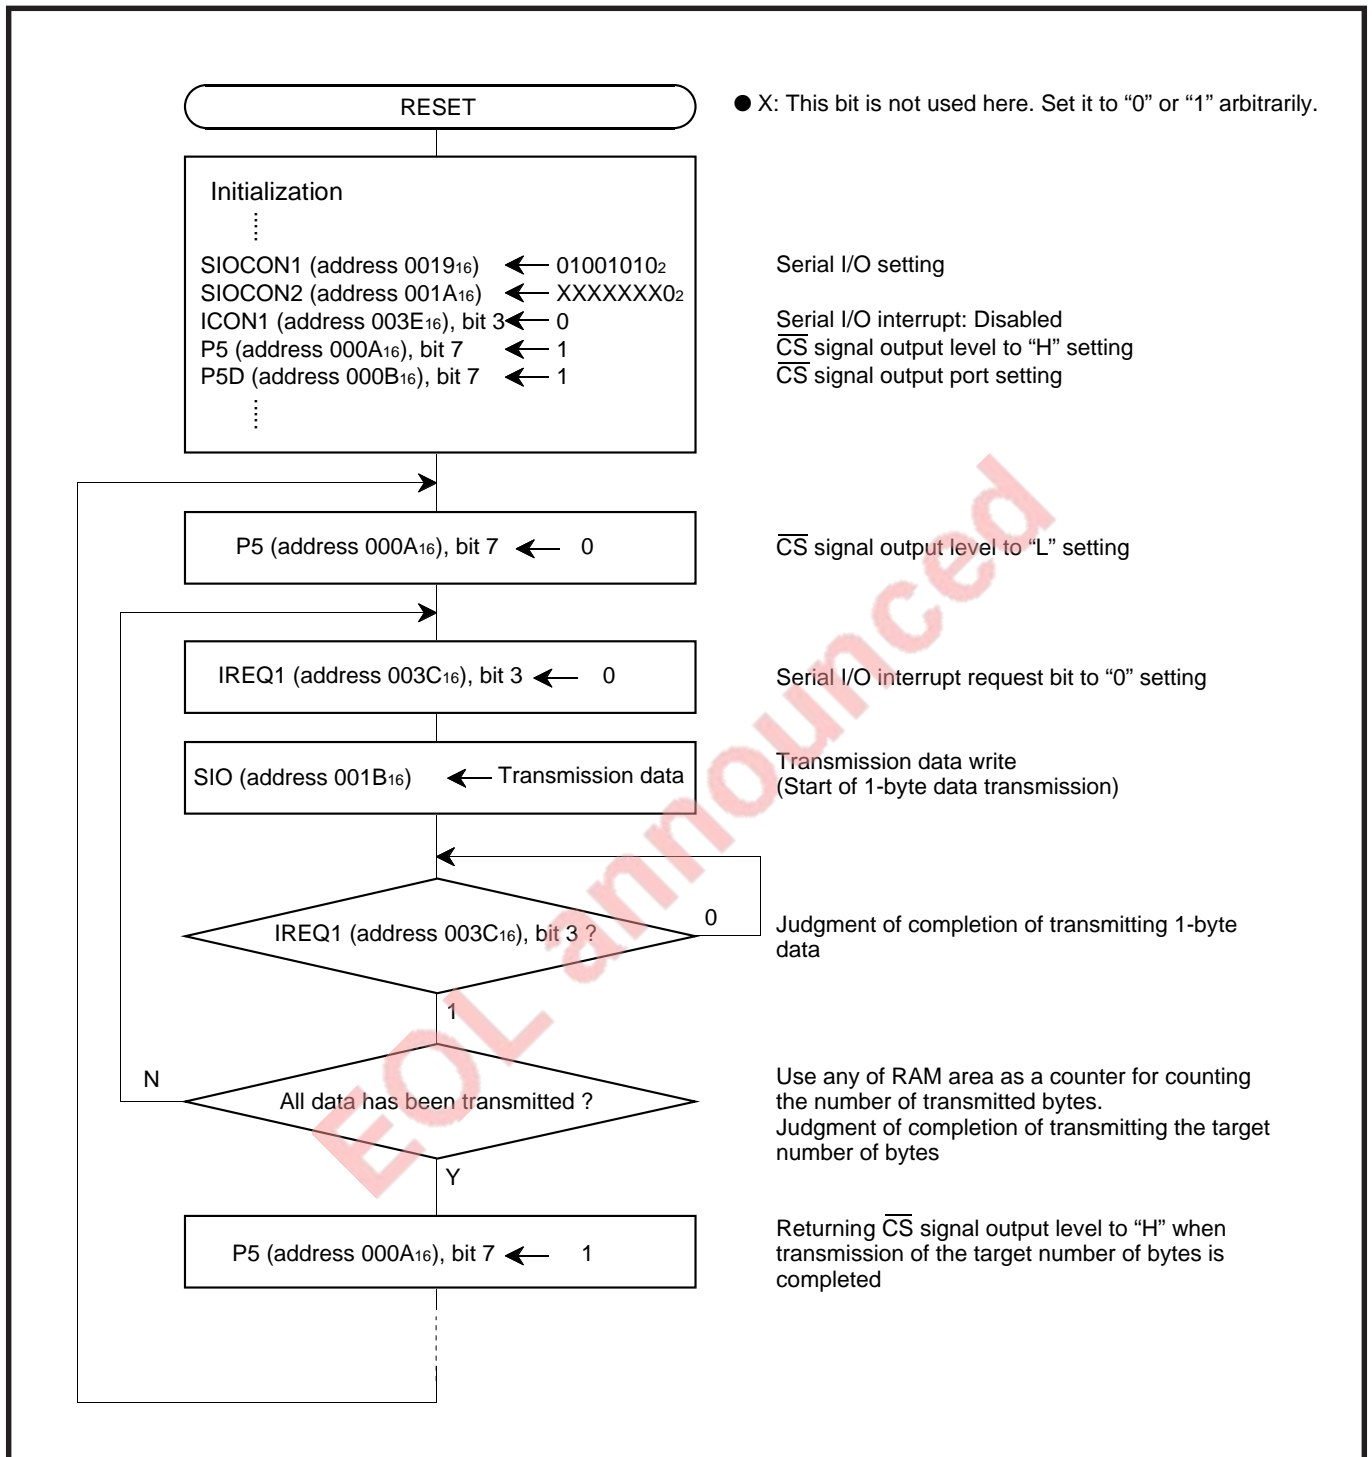 RESET
● X: This bit is not used here. Set it to “0” or “1” arbitrarily.
Initialization
SIOCON1 (address 0019₁₆) ← 01001010₂ Serial I/O setting
SIOCON2 (address 001A₁₆) ← XXXXXXX0₂
ICON1 (address 003E₁₆), bit 3 ← 0 Serial I/O interrupt: Disabled
P5 (address 000A₁₆), bit 7 ← 1 C̅S̅ signal output level to “H” setting
P5D (address 000B₁₆), bit 7 ← 1 C̅S̅ signal output port setting
P5 (address 000A₁₆), bit 7 ← 0 C̅S̅ signal output level to “L” setting
IREQ1 (address 003C₁₆), bit 3 ← 0 Serial I/O interrupt request bit to “0” setting
SIO (address 001B₁₆) ← Transmission data
Transmission data write
(Start of 1-byte data transmission)
IREQ1 (address 003C₁₆), bit 3 ?
0
Judgment of completion of transmitting 1-byte
data
1
All data has been transmitted ?
N
Use any of RAM area as a counter for counting
the number of transmitted bytes.
Judgment of completion of transmitting the target
number of bytes
Y
P5 (address 000A₁₆), bit 7 ← 1
Returning C̅S̅ signal output level to “H” when
transmission of the target number of bytes is
completed
EOL announced